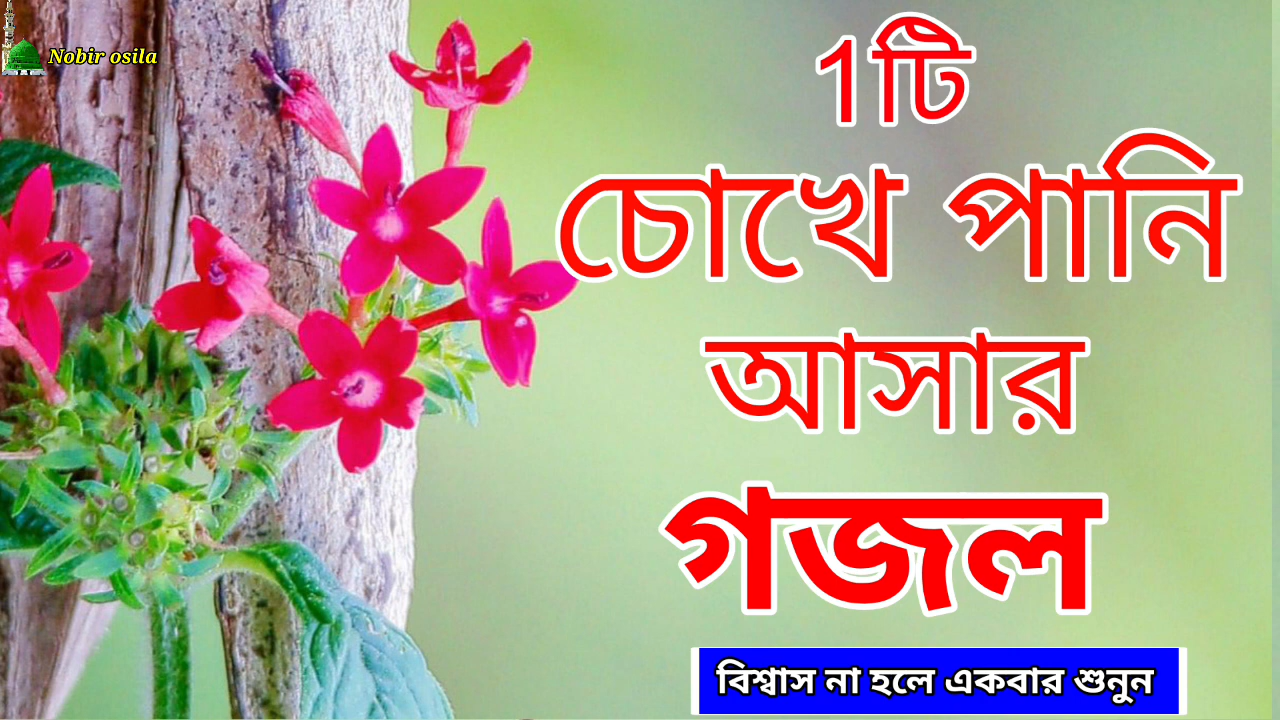 Nobir osila
1টি
চোখে পানি
আসার
গজল
বিশ্বাস না হলে একবার শুনুন